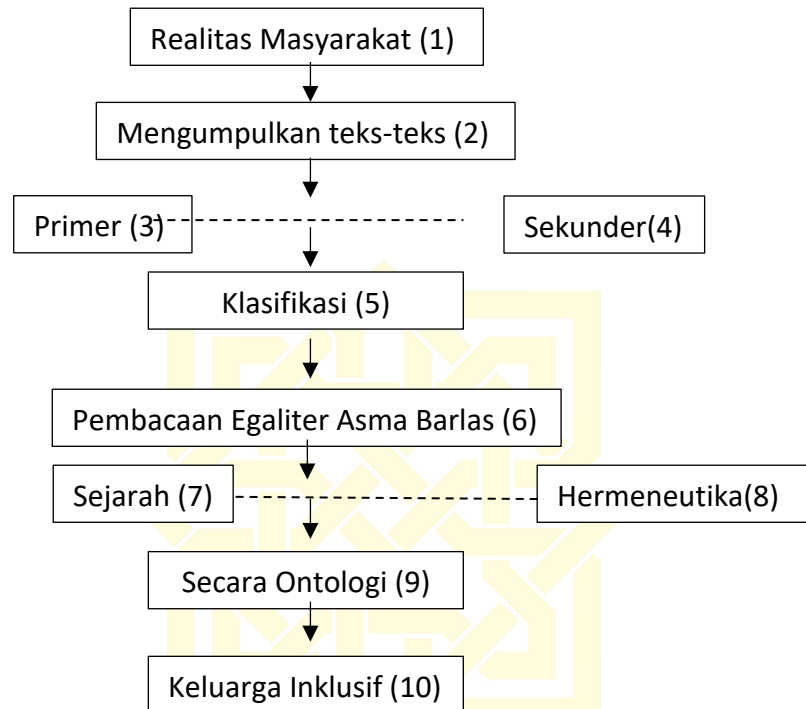 Realitas Masyarakat (1)
Mengumpulkan teks-teks (2)
Primer (3)
Sekunder(4)
Klasifikasi (5)
Pembacaan Egaliter Asma Barlas (6)
Sejarah (7)
Hermeneutika(8)
Secara Ontologi (9)
Keluarga Inklusif (10)